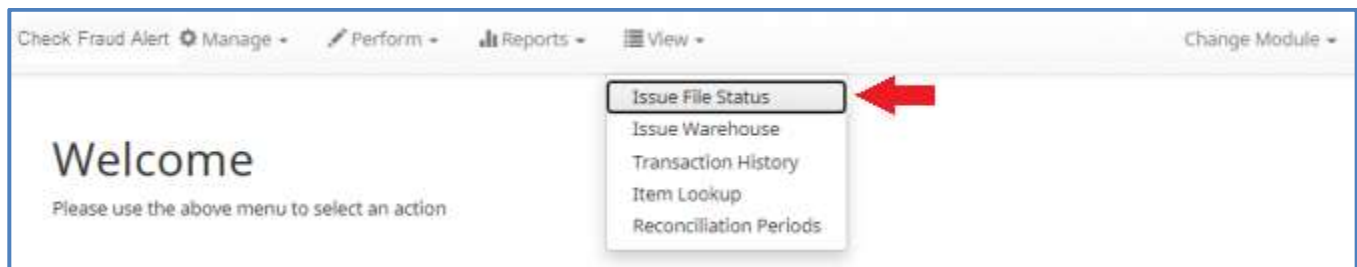 Check Fraud Alert Manage Perform Reports View Change Module
Issue File Status
Issue Warehouse
Welcome
Transaction History
Item Lookup
Please use the above menu to select an action
Reconciliation Periods